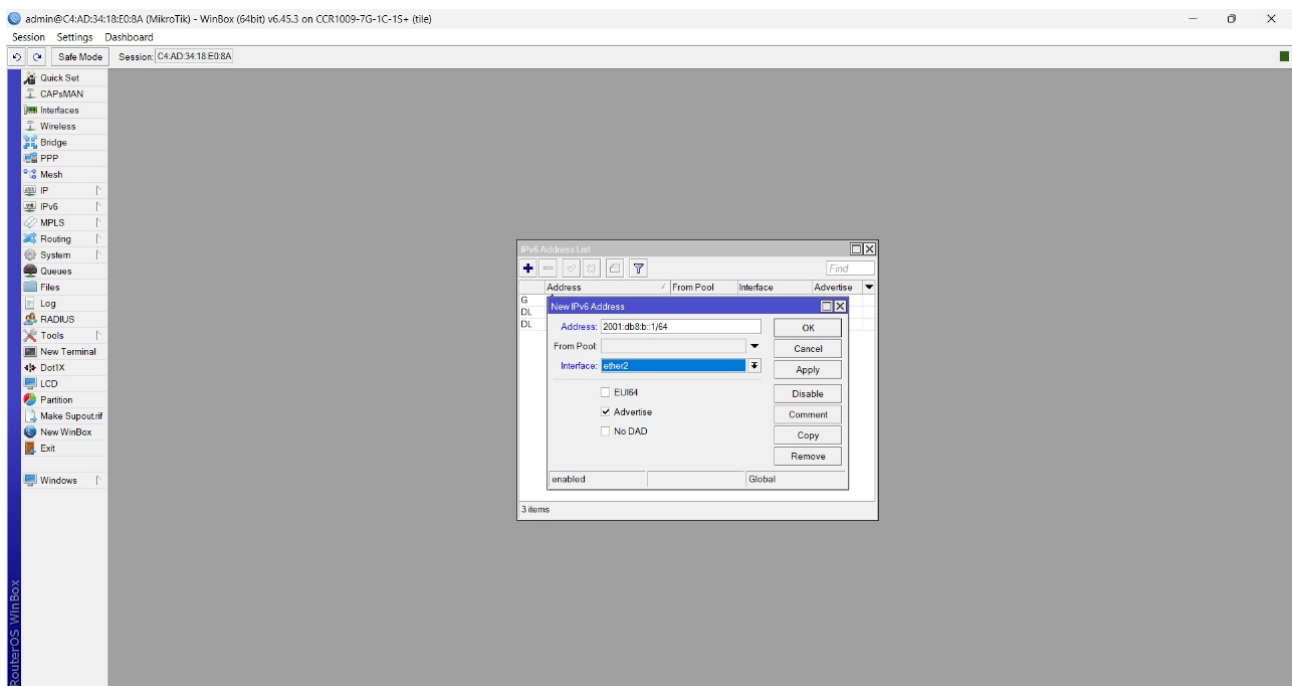 admin@C4:AD:34:18:E0:8A (MikroTik) - WinBox (64bit) v6.45.3 on CCR1009-7G-1C-1S+ (tile)
Session Settings Dashboard
Safe Mode Session: C4:AD:34:18:E0:8A
Quick Set
CAPsMAN
Interfaces
Wireless
Bridge
PPP
Mesh
IP
IPv6
MPLS
Routing
System
Queues
Files
Log
RADIUS
Tools
New Terminal
Dot1X
LCD
Partition
Make Supout.rif
New WinBox
Exit
Windows
RouterOS WinBox
IPv6 Address List
Find
Address From Pool Interface Advertise
G
DL
DL
New IPv6 Address
Address: 2001:db8:b::1/64 OK
From Pool: Cancel
Interface: ether2 Apply
EUI64 Disable
Advertise Comment
No DAD Copy
Remove
enabled Global
3 items